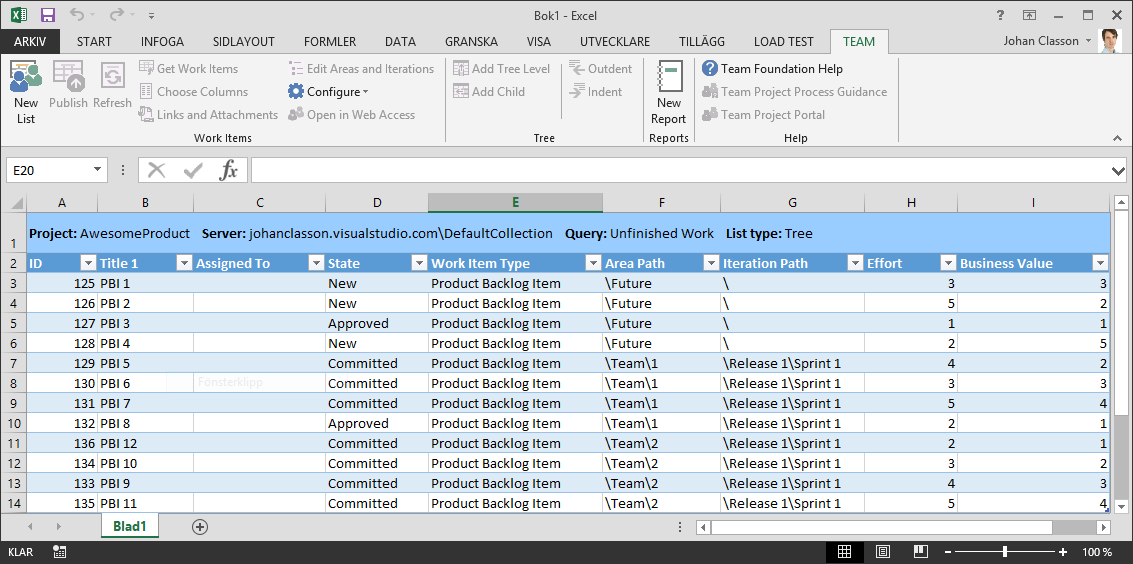 Bok1 - Excel
ARKIV START INFOGA SIDLAYOUT FORMLER DATA GRANSKA VISA UTVECKLARE TILLÄGG LOAD TEST TEAM Johan Classon
Get Work Items Edit Areas and Iterations Add Tree Level Outdent Team Foundation Help
Choose Columns Configure Add Child Indent Team Project Process Guidance
New List Publish Refresh Links and Attachments Open in Web Access New Report Team Project Portal
Work Items Tree Reports Help
E20 fx
A B C D E F G H I
1 Project: AwesomeProduct Server: johanclasson.visualstudio.com\DefaultCollection Query: Unfinished Work List type: Tree
2 ID Title 1 Assigned To State Work Item Type Area Path Iteration Path Effort Business Value
3 125 PBI 1 New Product Backlog Item \Future \ 3 3
4 126 PBI 2 New Product Backlog Item \Future \ 5 2
5 127 PBI 3 Approved Product Backlog Item \Future \ 1 1
6 128 PBI 4 New Product Backlog Item \Future \ 2 5
7 129 PBI 5 Committed Product Backlog Item \Team\1 \Release 1\Sprint 1 4 2
8 130 PBI 6 Fönsterklipp Committed Product Backlog Item \Team\1 \Release 1\Sprint 1 3 3
9 131 PBI 7 Committed Product Backlog Item \Team\1 \Release 1\Sprint 1 5 4
10 132 PBI 8 Approved Product Backlog Item \Team\1 \Release 1\Sprint 1 2 1
11 136 PBI 12 Committed Product Backlog Item \Team\2 \Release 1\Sprint 1 2 1
12 134 PBI 10 Committed Product Backlog Item \Team\2 \Release 1\Sprint 1 3 2
13 133 PBI 9 Committed Product Backlog Item \Team\2 \Release 1\Sprint 1 4 3
14 135 PBI 11 Committed Product Backlog Item \Team\2 \Release 1\Sprint 1 5 4
Blad1
KLAR 100 %